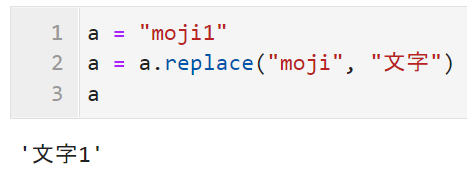 1 a = "moji1"
2 a = a.replace("moji", "文字")
3 a
'文字1'